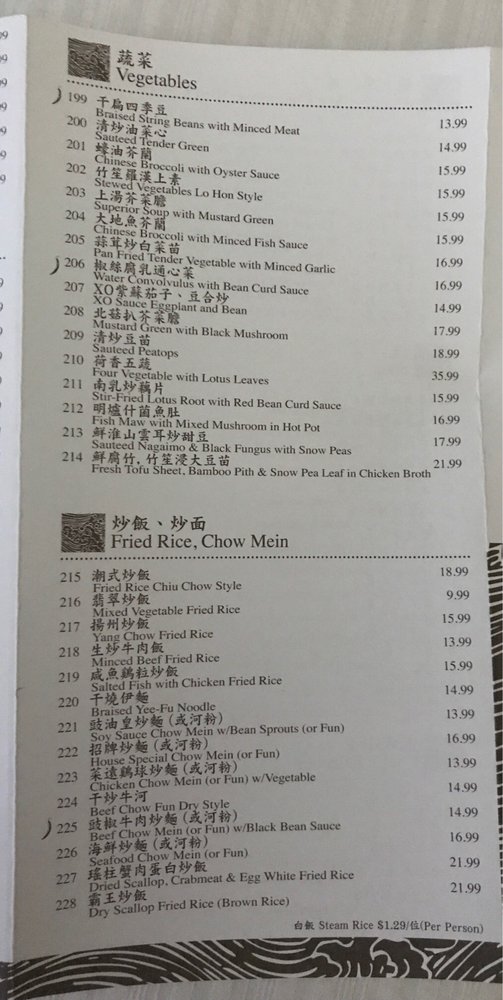 蔬菜
Vegetables
199 干扁四季豆
Braised String Beans with Minced Meat 13.99
200 清炒油菜心
Sauteed Tender Green 14.99
201 蠔油芥蘭
Chinese Broccoli with Oyster Sauce 15.99
202 竹笙羅漢上素
Stewed Vegetables Lo Hon Style 15.99
203 上湯芥菜膽
Superior Soup with Mustard Green 15.99
204 大地魚芥蘭
Chinese Broccoli with Minced Fish Sauce 15.99
205 蒜茸炒白菜苗
Pan Fried Tender Vegetable with Minced Garlic 16.99
206 椒絲腐乳通心菜
Water Convolvulus with Bean Curd Sauce 16.99
207 XO紫蘇茄子、豆合炒
XO Sauce Eggplant and Bean 14.99
208 北菇扒芥菜膽
Mustard Green with Black Mushroom 17.99
209 清炒豆苗
Sauteed Peatops 18.99
210 荷香五蔬
Four Vegetable with Lotus Leaves 35.99
211 南乳炒藕片
Stir-Fried Lotus Root with Red Bean Curd Sauce 15.99
212 明爐什菌魚肚
Fish Maw with Mixed Mushroom in Hot Pot 16.99
213 鮮淮山雲耳炒甜豆
Sauteed Nagaimo & Black Fungus with Snow Peas 17.99
214 鮮腐竹,竹笙浸大豆苗
Fresh Tofu Sheet, Bamboo Pith & Snow Pea Leaf in Chicken Broth 21.99
炒飯、炒面
Fried Rice, Chow Mein
215 潮式炒飯 18.99
Fried Rice Chiu Chow Style
216 翡翠炒飯 9.99
Mixed Vegetable Fried Rice
217 揚州炒飯 15.99
Yang Chow Fried Rice
218 生炒牛肉飯 13.99
Minced Beef Fried Rice
219 咸魚鷄粒炒飯 15.99
Salted Fish with Chicken Fried Rice
220 干燒伊麵 14.99
Braised Yee-Fu Noodle
221 豉油皇炒麵(或河粉) 13.99
Soy Sauce Chow Mein w/Bean Sprouts (or Fun)
222 招牌炒麵(或河粉) 16.99
House Special Chow Mein (or Fun)
223 菜遠鷄球炒麵(或河粉) 13.99
Chicken Chow Mein (or Fun) w/Vegetable
224 干炒牛河 14.99
Beef Chow Fun Dry Style
225 豉椒牛肉炒麵(或河粉) 14.99
Beef Chow Mein (or Fun) w/Black Bean Sauce
226 海鮮炒麵(或河粉) 16.99
Seafood Chow Mein (or Fun)
227 瑤柱蟹肉蛋白炒飯 21.99
Dried Scallop, Crabmeat & Egg White Fried Rice
228 霸王炒飯 21.99
Dry Scallop Fried Rice (Brown Rice)
白飯 Steam Rice $1.29/位(Per Person)